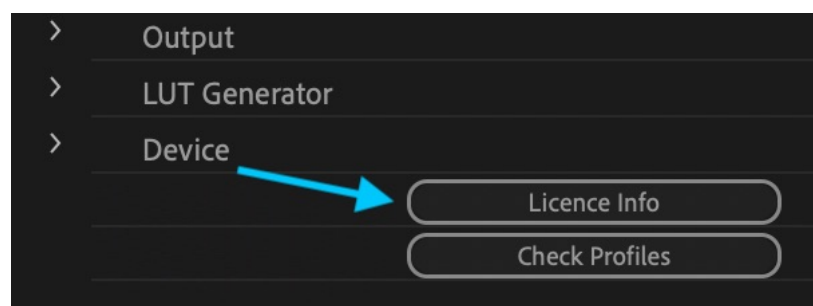 Output
LUT Generator
Device
Licence Info
Check Profiles